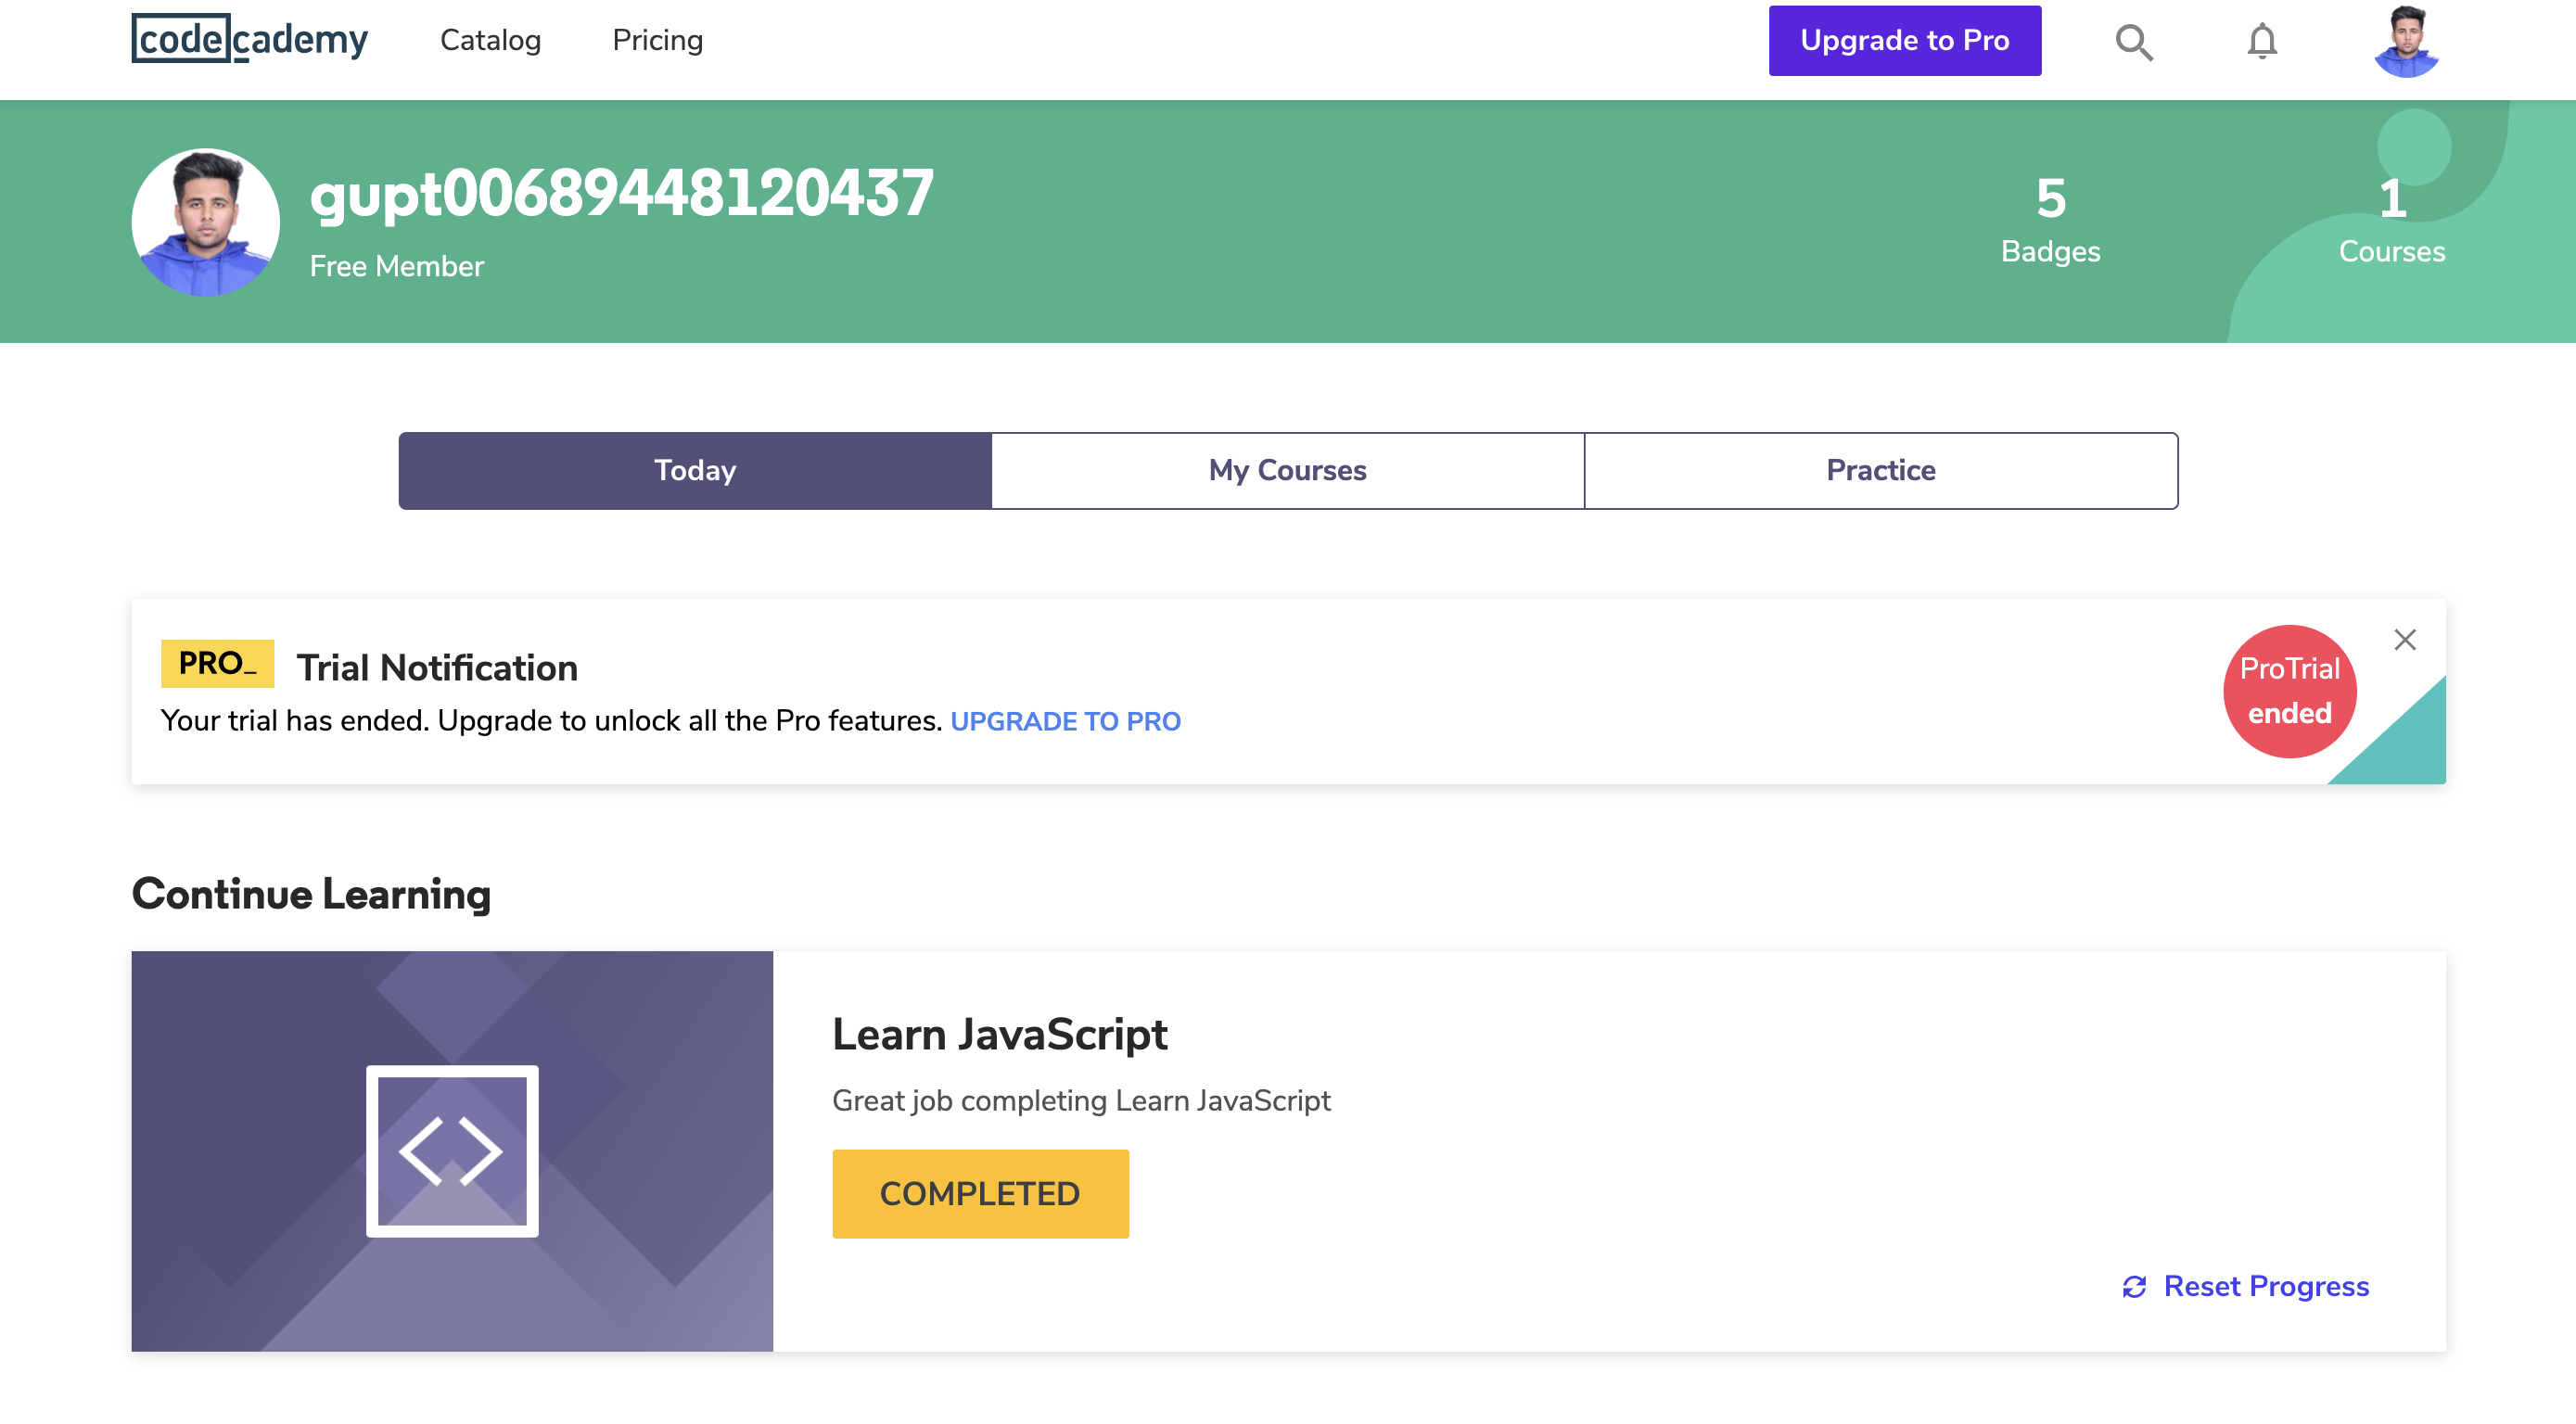 codecademy Catalog Pricing Upgrade to Pro
gupt00689448120437
Free Member
5
Badges
1
Courses
Today My Courses Practice
PRO_ Trial Notification
Your trial has ended. Upgrade to unlock all the Pro features. UPGRADE TO PRO
ProTrial
ended
Continue Learning
Learn JavaScript
Great job completing Learn JavaScript
COMPLETED
Reset Progress